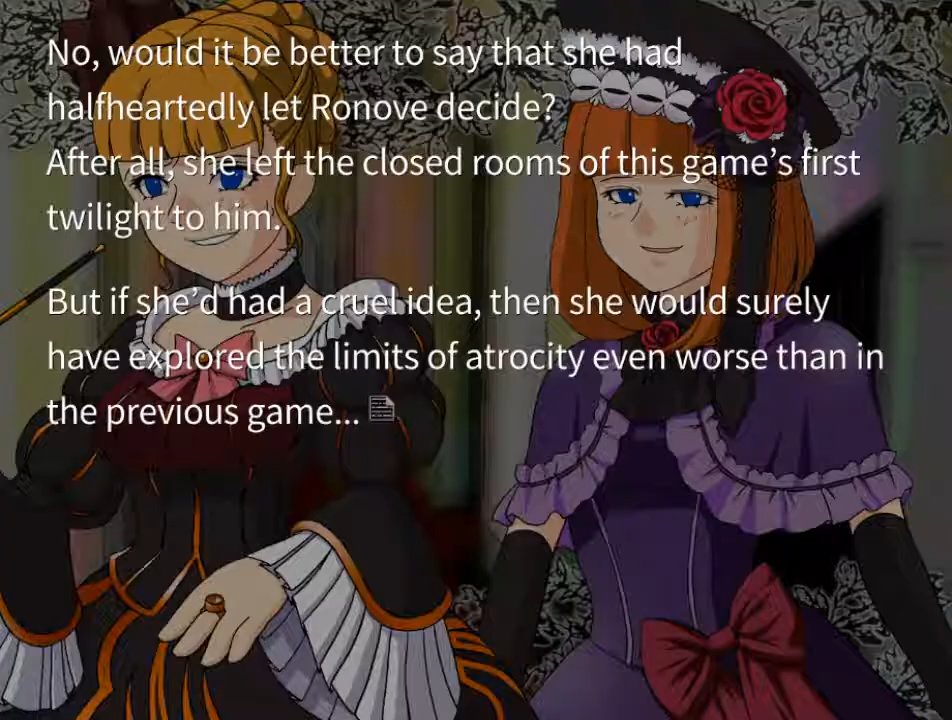 No, would it be better to say that she had
halfheartedly let Ronove decide?
After all, she left the closed rooms of this game's first
twilight to him.
But if she'd had a cruel idea, then she would surely
have explored the limits of atrocity even worse than in
the previous game...